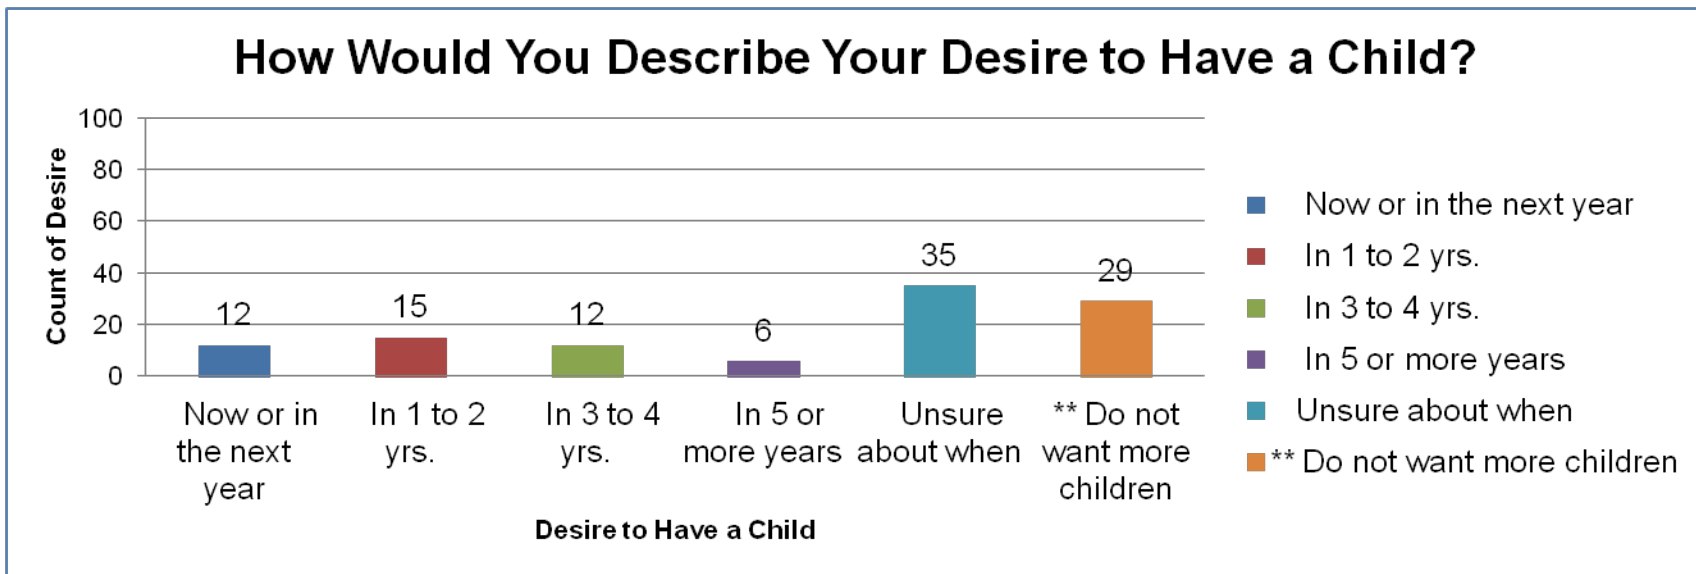 How Would You Describe Your Desire to Have a Child?
Count of Desire
100
80
60
40
20
0
12
15
12
6
35
29
Now or in
the next
year
In 1 to 2
yrs.
In 3 to 4
yrs.
In 5 or
more years
Unsure
about when
** Do not
want more
children
Desire to Have a Child
Now or in the next year
In 1 to 2 yrs.
In 3 to 4 yrs.
In 5 or more years
Unsure about when
** Do not want more children